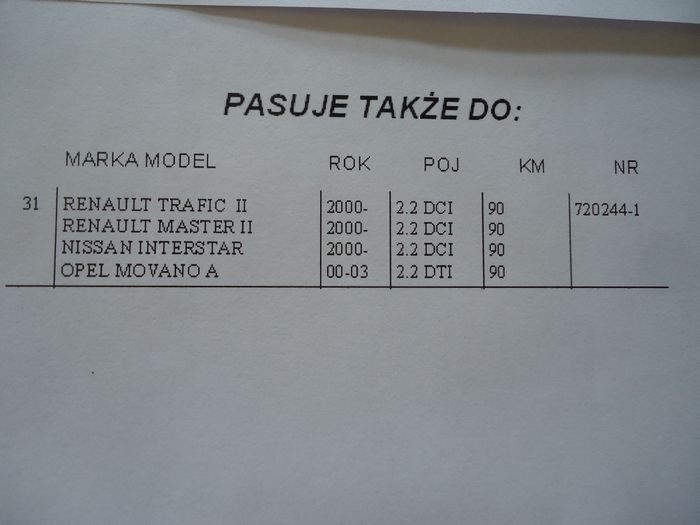 PASUJE TAKŻE DO:
MARKA MODEL ROK POJ KM NR
31 RENAULT TRAFIC II 2000- 2.2 DCI 90 720244-1
RENAULT MASTER II 2000- 2.2 DCI 90
NISSAN INTERSTAR 2000- 2.2 DCI 90
OPEL MOVANO A 00-03 2.2 DTI 90